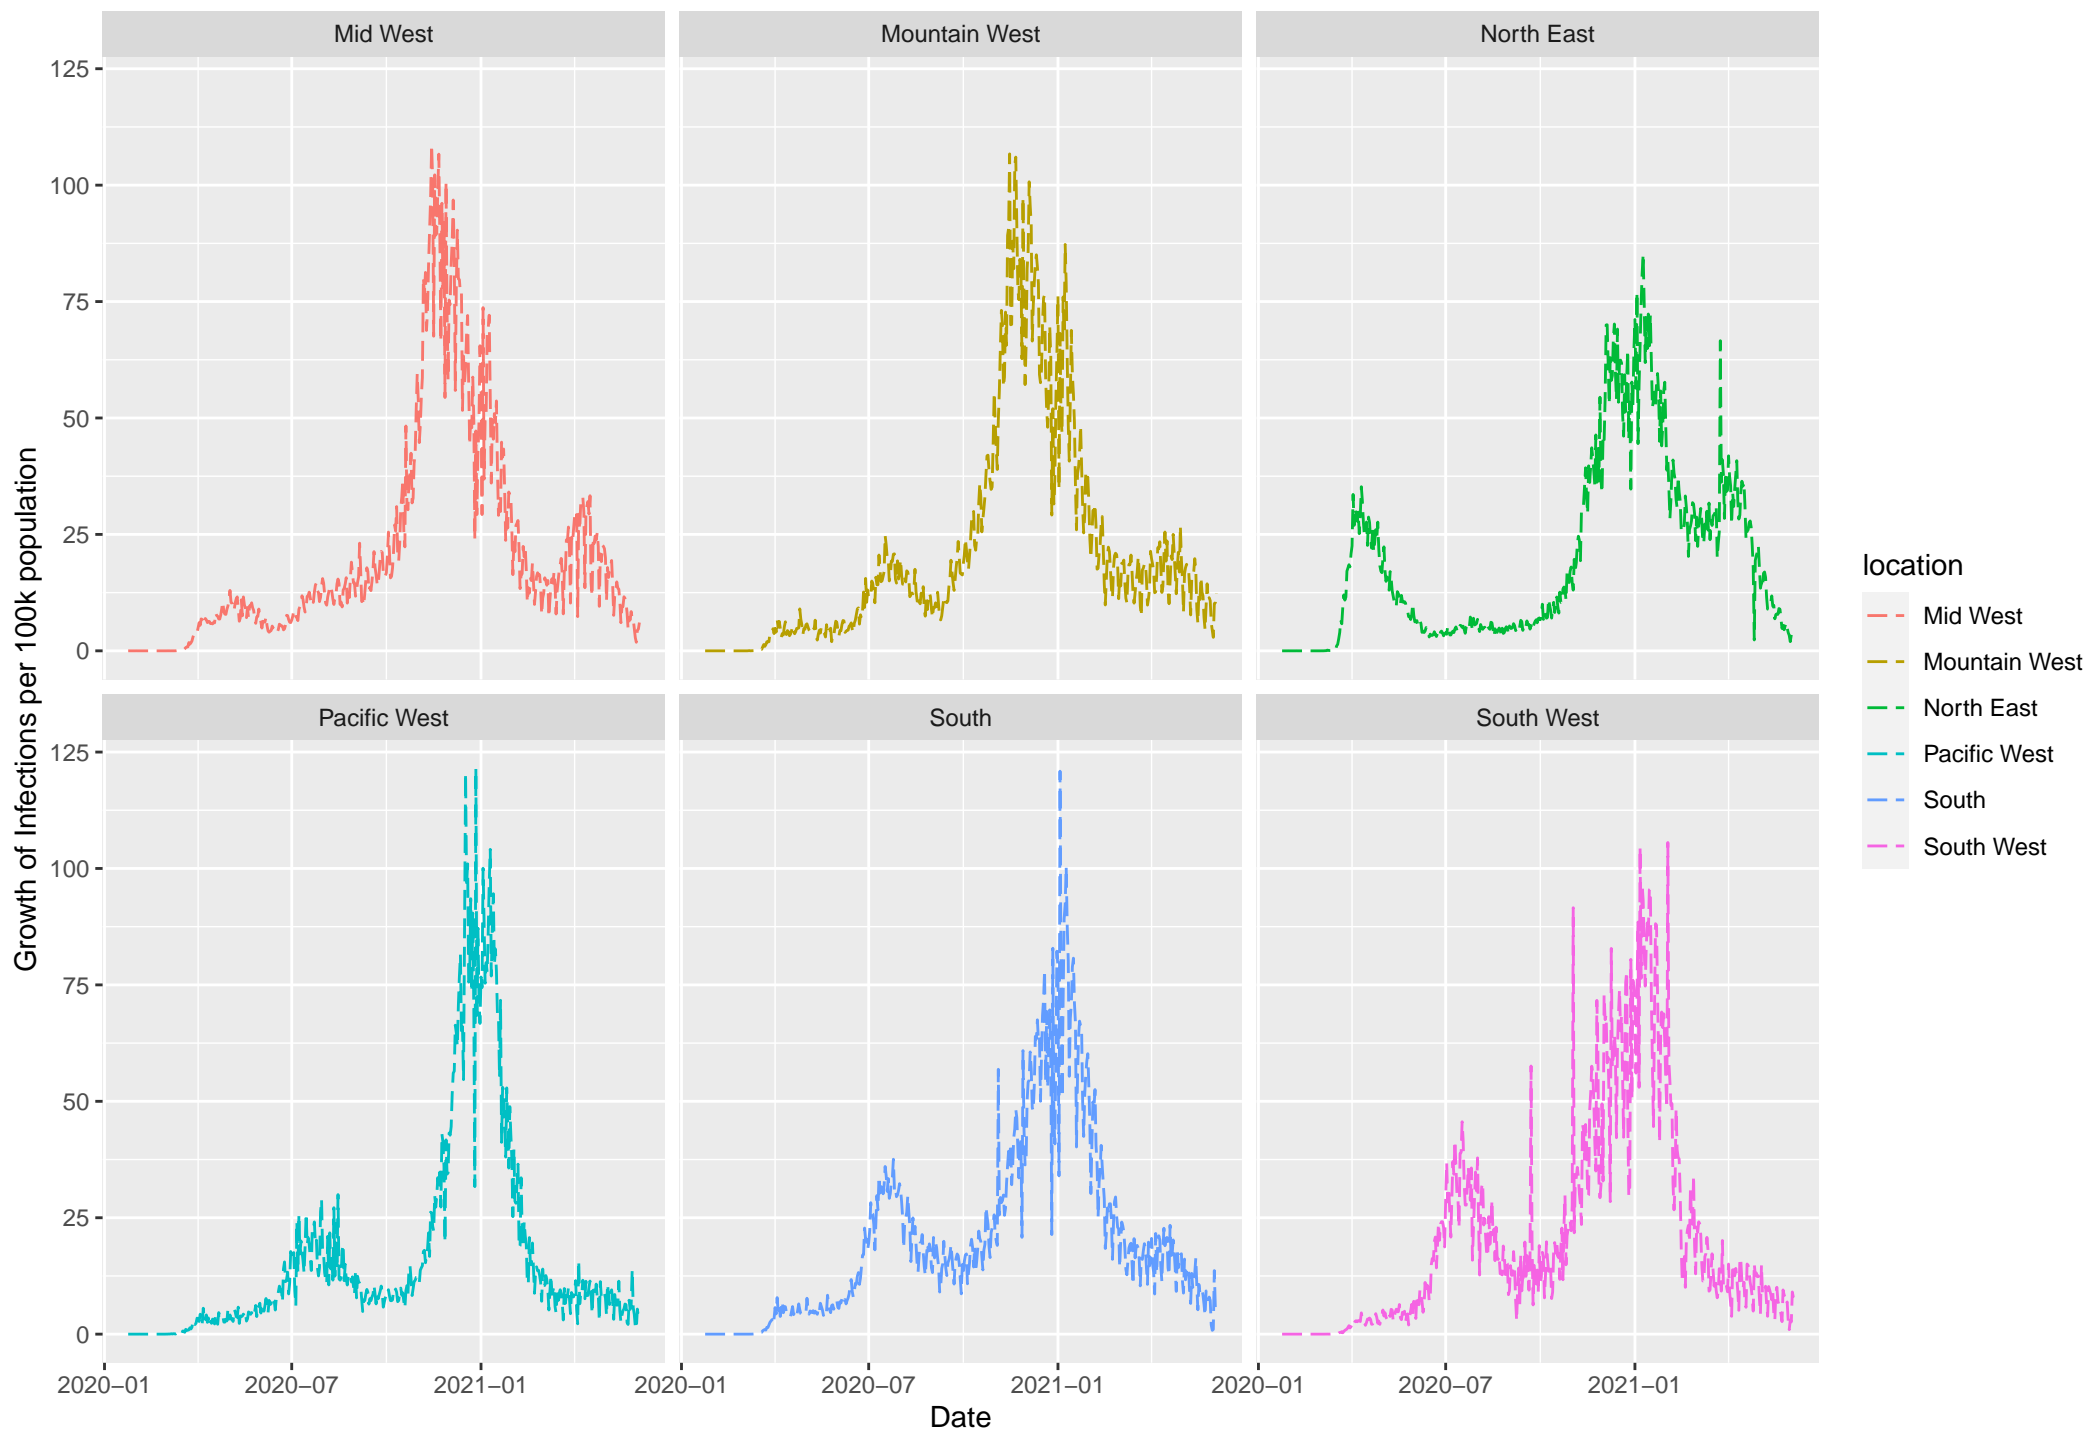 Mid West
Mountain West
North East
125
100
75
50
25
0
Pacific West
South
South West
125
100
75
50
25
0
2020−01
2020−07
2021−01
2020−01
2020−07
2021−01
2020−01
2020−07
2021−01
Date
Growth of Infections per 100k population
location
Mid West
Mountain West
North East
Pacific West
South
South West